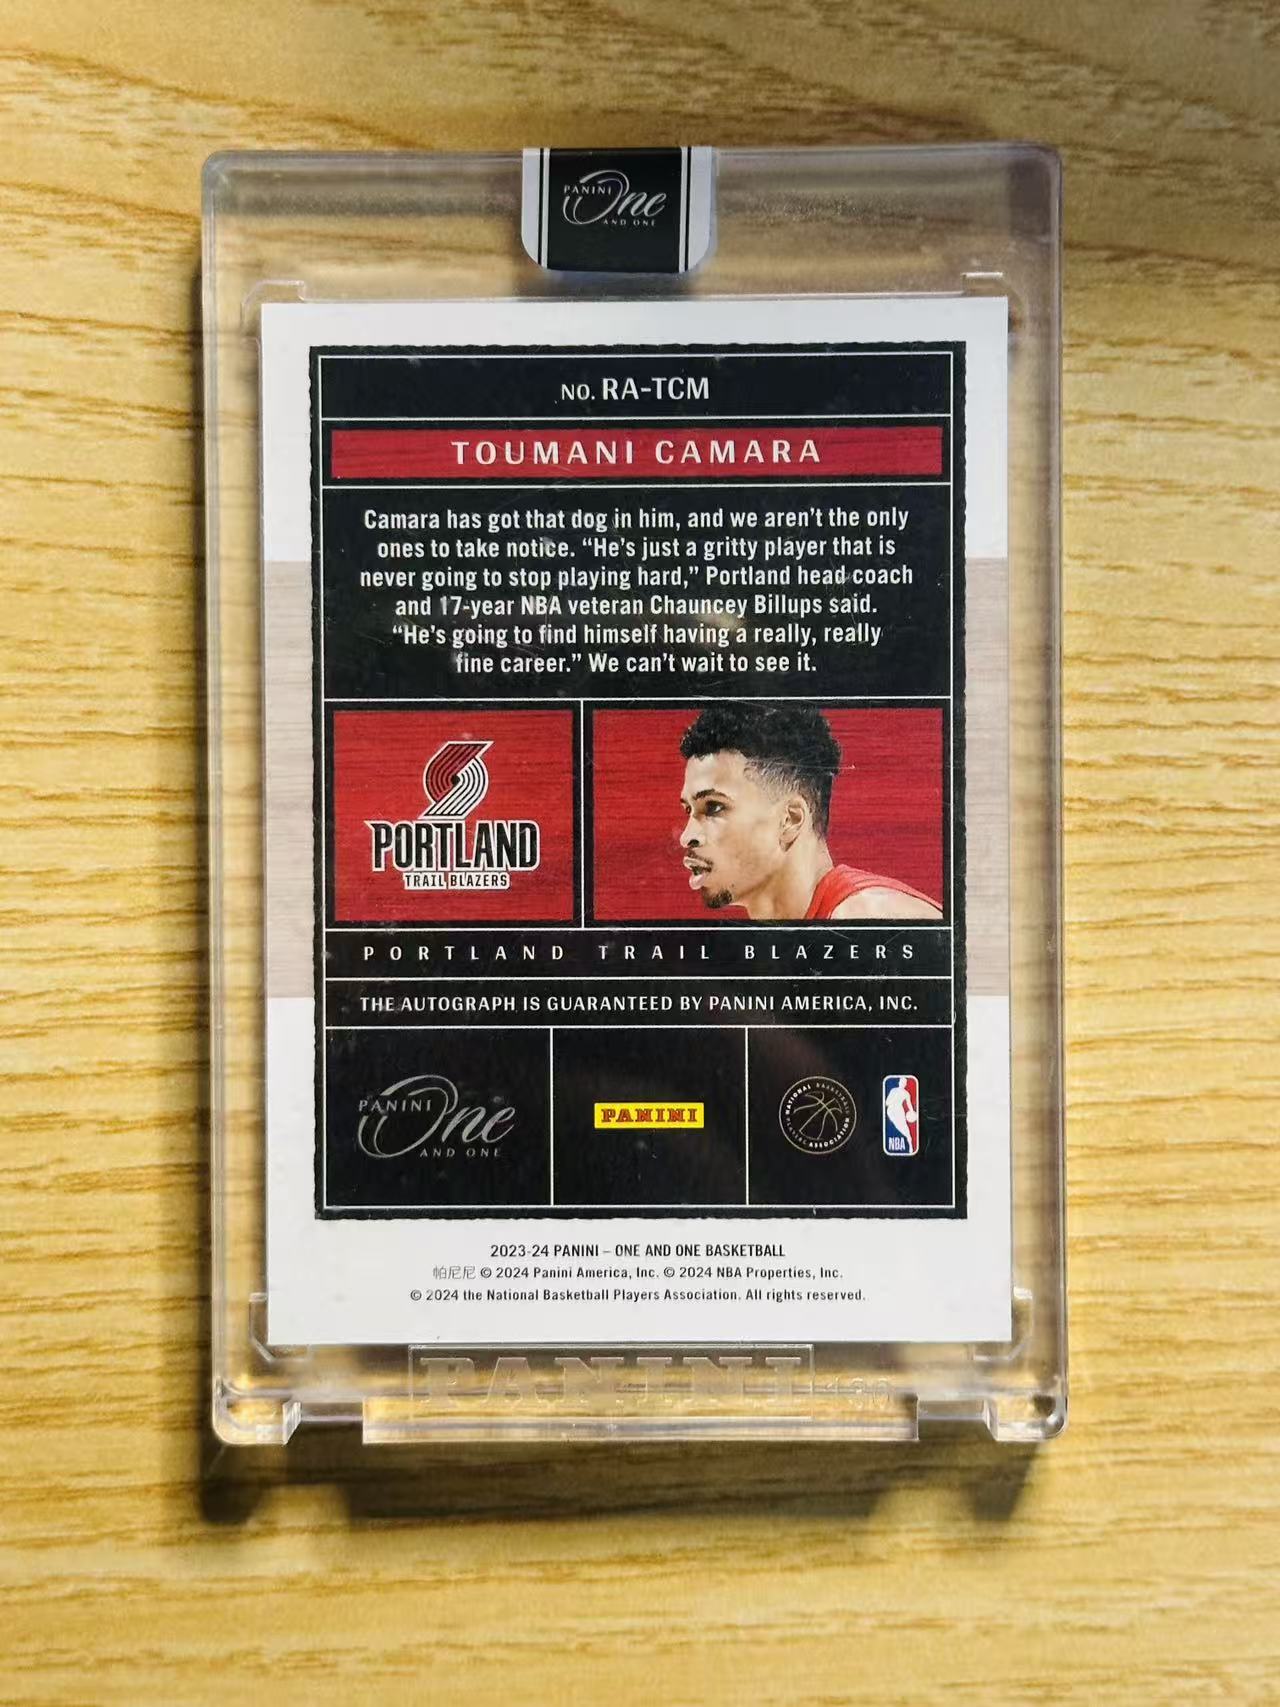 PANINI
One
AND ONE
NO. RA-TCM
TOUMANI CAMARA
Camara has got that dog in him, and we aren't the only
ones to take notice. “He's just a gritty player that is
never going to stop playing hard,” Portland head coach
and 17-year NBA veteran Chauncey Billups said.
“He's going to find himself having a really, really
fine career.” We can't wait to see it.
PORTLAND
TRAIL BLAZERS
PORTLAND TRAIL BLAZERS
THE AUTOGRAPH IS GUARANTEED BY PANINI AMERICA, INC.
PANINI
One
AND ONE
PANINI
NATIONAL BASKETBALL PLAYERS ASSOCIATION
NBA
2023-24 PANINI – ONE AND ONE BASKETBALL
帕尼尼 © 2024 Panini America, Inc. © 2024 NBA Properties, Inc.
© 2024 the National Basketball Players Association. All rights reserved.
PANINI